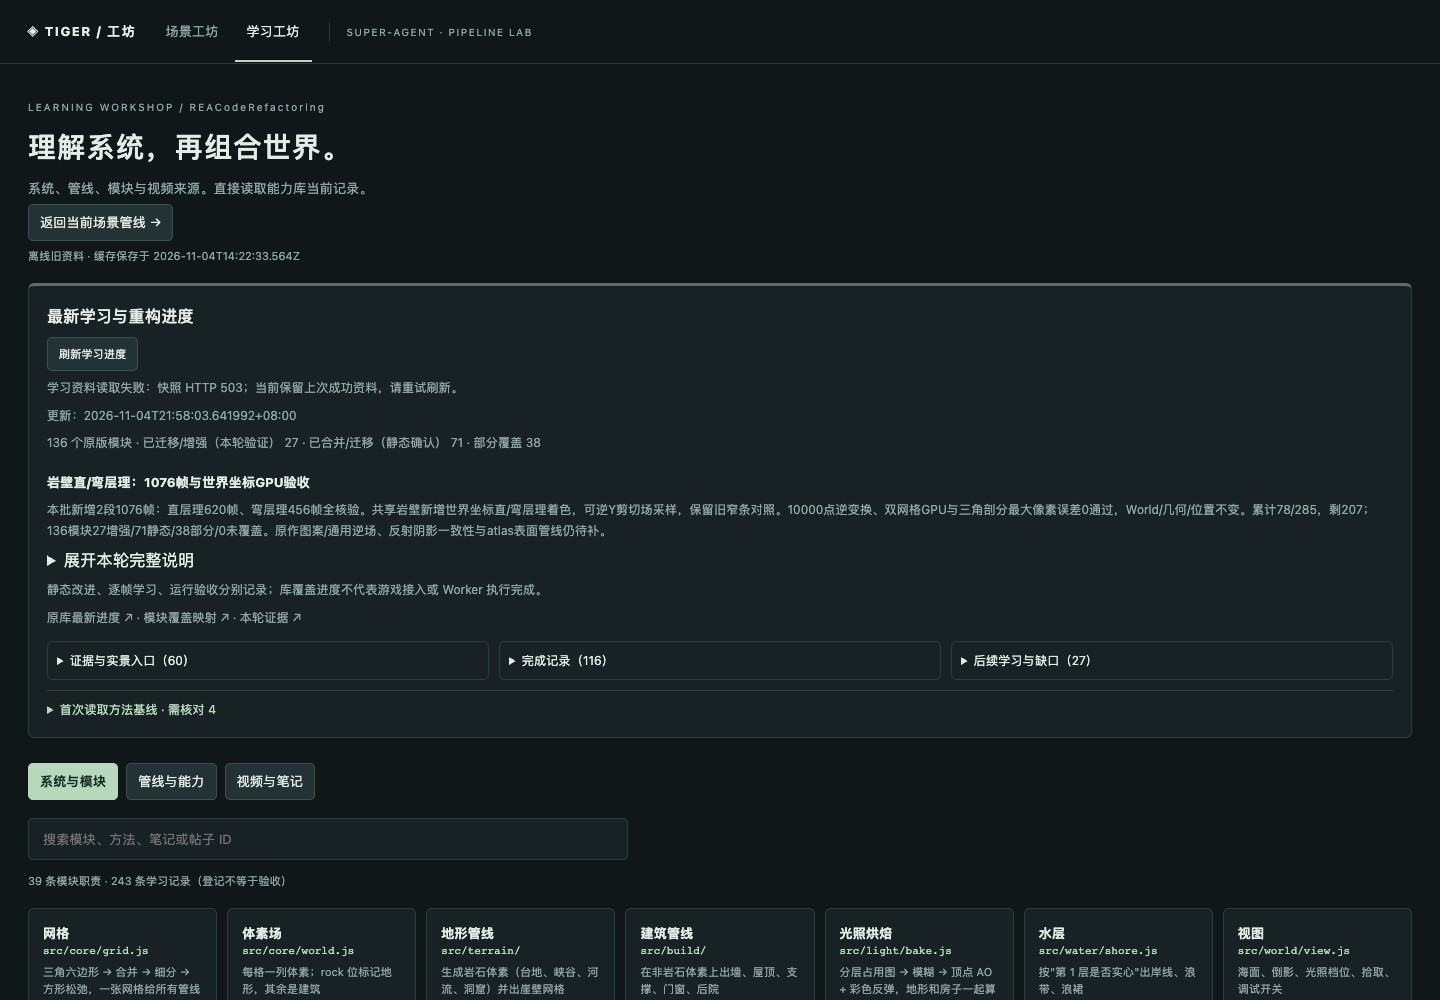 ◈ TIGER / 工坊 场景工坊 学习工坊 SUPER-AGENT · PIPELINE LAB
LEARNING WORKSHOP / REACodeRefactoring
理解系统，再组合世界。
系统、管线、模块与视频来源。直接读取能力库当前记录。
返回当前场景管线 →
离线旧资料 · 缓存保存于 2026-11-04T14:22:33.564Z
最新学习与重构进度
刷新学习进度
学习资料读取失败：快照 HTTP 503；当前保留上次成功资料，请重试刷新。
更新：2026-11-04T21:58:03.641992+08:00
136 个原版模块 · 已迁移/增强（本轮验证） 27 · 已合并/迁移（静态确认） 71 · 部分覆盖 38
岩壁直/弯层理：1076帧与世界坐标GPU验收
本批新增2段1076帧：直层理620帧、弯层理456帧全核验。共享岩壁新增世界坐标直/弯层理着色，可逆Y剪切场采样，保留旧窄条对照。10000点逆变换、双网格GPU与三角剖分最大像素误差0通过，World/几何/位置不变。累计78/285，剩207；
136模块27增强/71静态/38部分/0未覆盖。原作图案/通用逆场、反射阴影一致性与atlas表面管线仍待补。
▶ 展开本轮完整说明
静态改进、逐帧学习、运行验收分别记录；库覆盖进度不代表游戏接入或 Worker 执行完成。
原库最新进度 ↗ · 模块覆盖映射 ↗ · 本轮证据 ↗
▶ 证据与实景入口（60） ▶ 完成记录（116） ▶ 后续学习与缺口（27）
▶ 首次读取方法基线 · 需核对 4
系统与模块 管线与能力 视频与笔记
搜索模块、方法、笔记或帖子 ID
39 条模块职责 · 243 条学习记录（登记不等于验收）
网格
src/core/grid.js
三角六边形 → 合并 → 细分 →
方形松弛，一张网格给所有管线
体素场
src/core/world.js
每格一列体素；rock 位标记地
形，其余是建筑
地形管线
src/terrain/
生成岩石体素（台地、峡谷、河
流、洞窟）并出崖壁网格
建筑管线
src/build/
在非岩石体素上出墙、屋顶、支
撑、门窗、后院
光照烘焙
src/light/bake.js
分层占用图 → 模糊 → 顶点 AO
+ 彩色反弹，地形和房子一起算
水层
src/water/shore.js
按"第 1 层是否实心"出岸线、浪
带、浪裙
视图
src/world/view.js
海面、倒影、光照档位、拾取、
调试开关